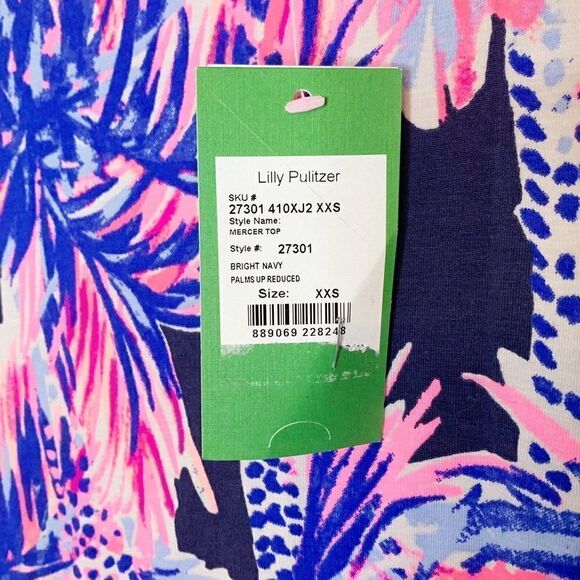 Lilly Pulitzer
SKU #
27301 410XJ2 XXS
Style Name:
MERCER TOP
Style #: 27301
BRIGHT NAVY
PALMS UP REDUCED
Size: XXS
889069 228248